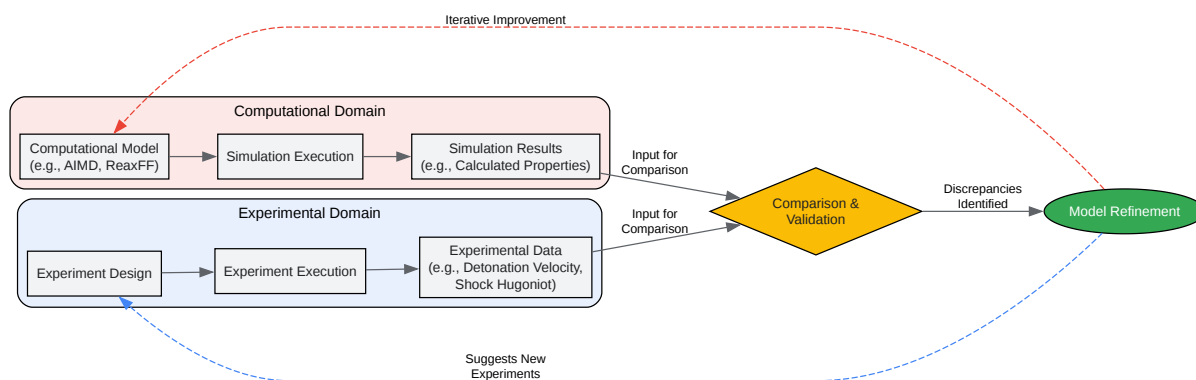 Iterative Improvement
Computational Domain
Computational Model
(e.g., AIMD, ReaxFF)
Simulation Execution
Simulation Results
(e.g., Calculated Properties)
Input for
Comparison
Experimental Domain
Experiment Design
Experiment Execution
Experimental Data
(e.g., Detonation Velocity,
Shock Hugoniot)
Input for
Comparison
Comparison &
Validation
Discrepancies
Identified
Model Refinement
Suggests New
Experiments